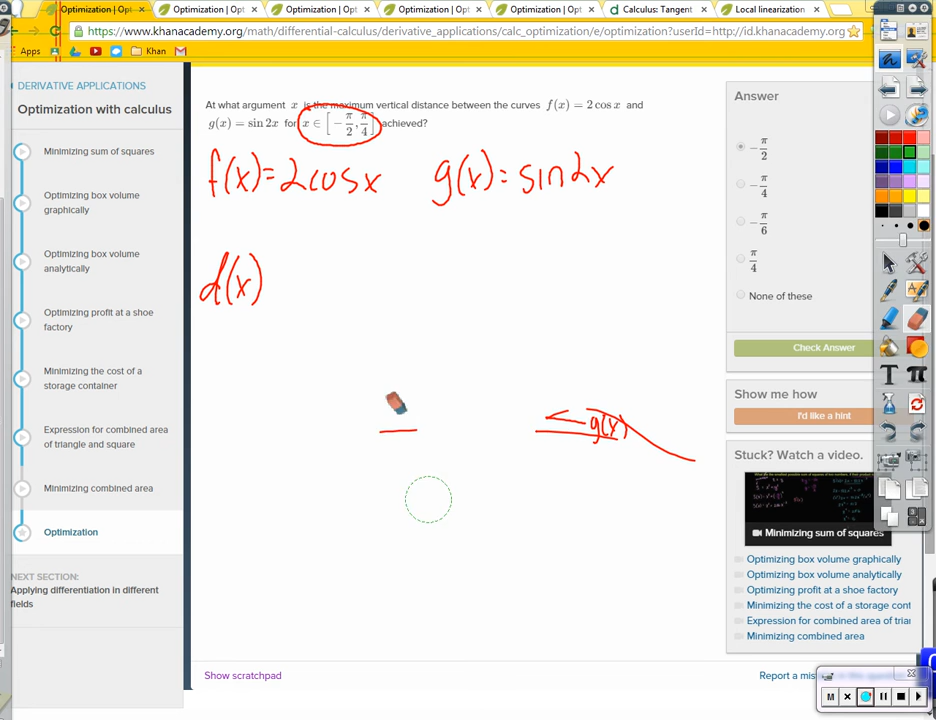 Optimization | Opt
Optimization | Opt
Optimization | Opt
Optimization | Opt
Optimization | Opt
Calculus: Tangent
Local linearization
https://www.khanacademy.org/math/differential-calculus/derivative_applications/calc_optimization/e/optimization?userId=http://id.khanacademy.org
Apps
Khan
DERIVATIVE APPLICATIONS
Optimization with calculus
Minimizing sum of squares
Optimizing box volume
graphically
Optimizing box volume
analytically
Optimizing profit at a shoe
factory
Minimizing the cost of a
storage container
Expression for combined area
of triangle and square
Minimizing combined area
Optimization
NEXT SECTION:
Applying differentiation in different
fields
At what argument x is the maximum vertical distance between the curves f(x) = 2 cos x and
g(x) = sin 2x for x ∈ [−π/2, π/4] achieved?
f(x)=2cosx g(x)=sin2x
d(x)
g(x)
Show scratchpad
Answer
−π/2
−π/4
−π/6
π/4
None of these
Check Answer
Show me how
I'd like a hint
Stuck? Watch a video.
Minimizing sum of squares
Optimizing box volume graphically
Optimizing box volume analytically
Optimizing profit at a shoe factory
Minimizing the cost of a storage cont
Expression for combined area of triar
Minimizing combined area
Report a mis
T π
M